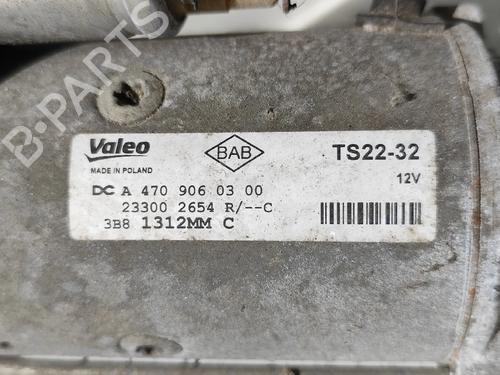 B-PARTS
Valeo
MADE IN POLAND
BAB
TS22-32
12V
DC A 470 906 03 00
23300 2654 R/--C
3B8 1312MM C